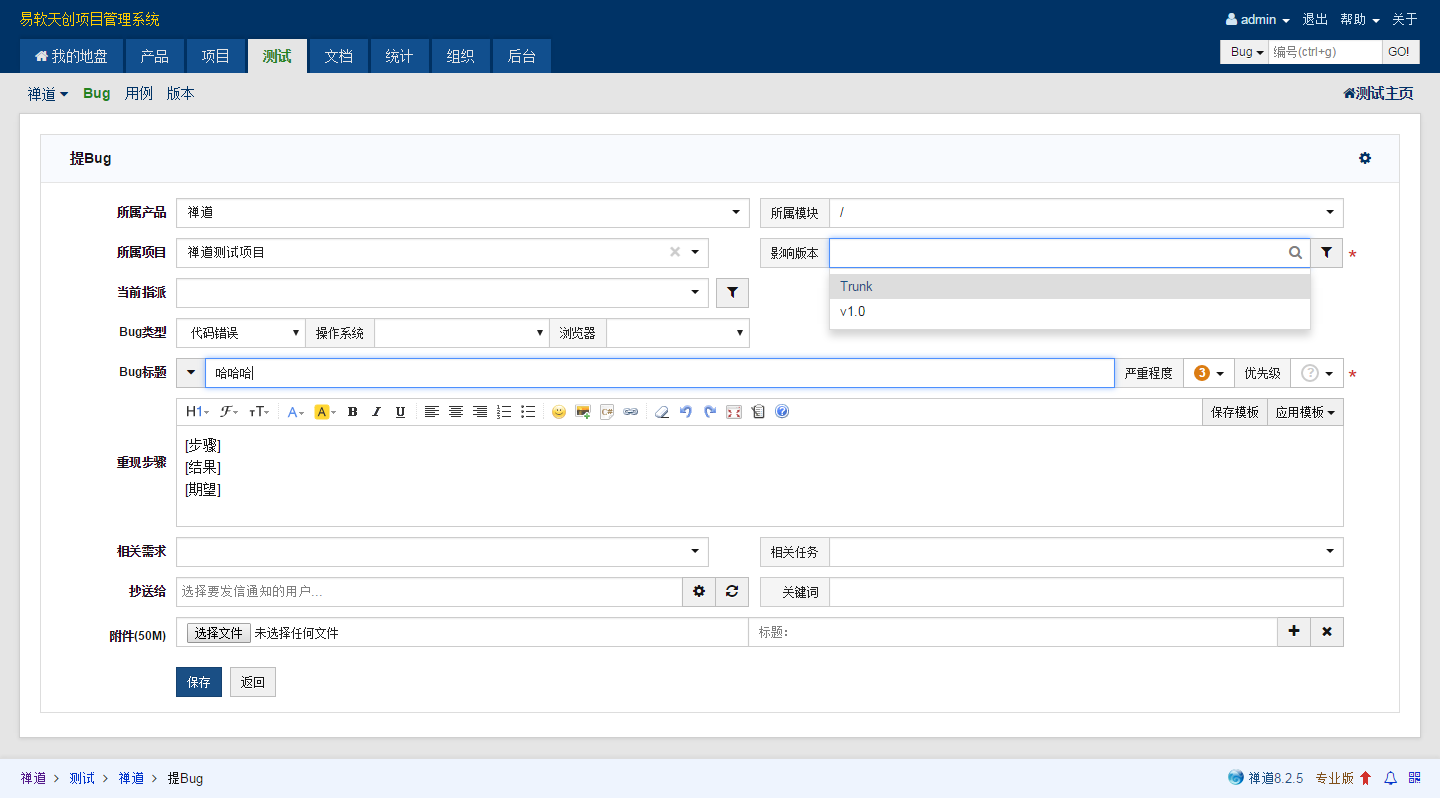 易软天创项目管理系统
admin 退出 帮助 关于
我的地盘 产品 项目 测试 文档 统计 组织 后台
Bug 编号(ctrl+g) GO!
禅道 Bug 用例 版本 测试主页
提Bug
所属产品 禅道 所属模块 /
所属项目 禅道测试项目 影响版本 *
Trunk
v1.0
当前指派
Bug类型 代码错误 操作系统 浏览器
Bug标题 哈哈哈 严重程度 3 优先级 ? *
H1 ℱ тT A A B I U C# ? 保存模板 应用模板
重现步骤
[步骤]
[结果]
[期望]
相关需求 相关任务
抄送给 选择要发信通知的用户... 关键词
附件(50M) 选择文件 未选择任何文件 标题：
保存 返回
禅道 > 测试 > 禅道 > 提Bug 禅道8.2.5 专业版